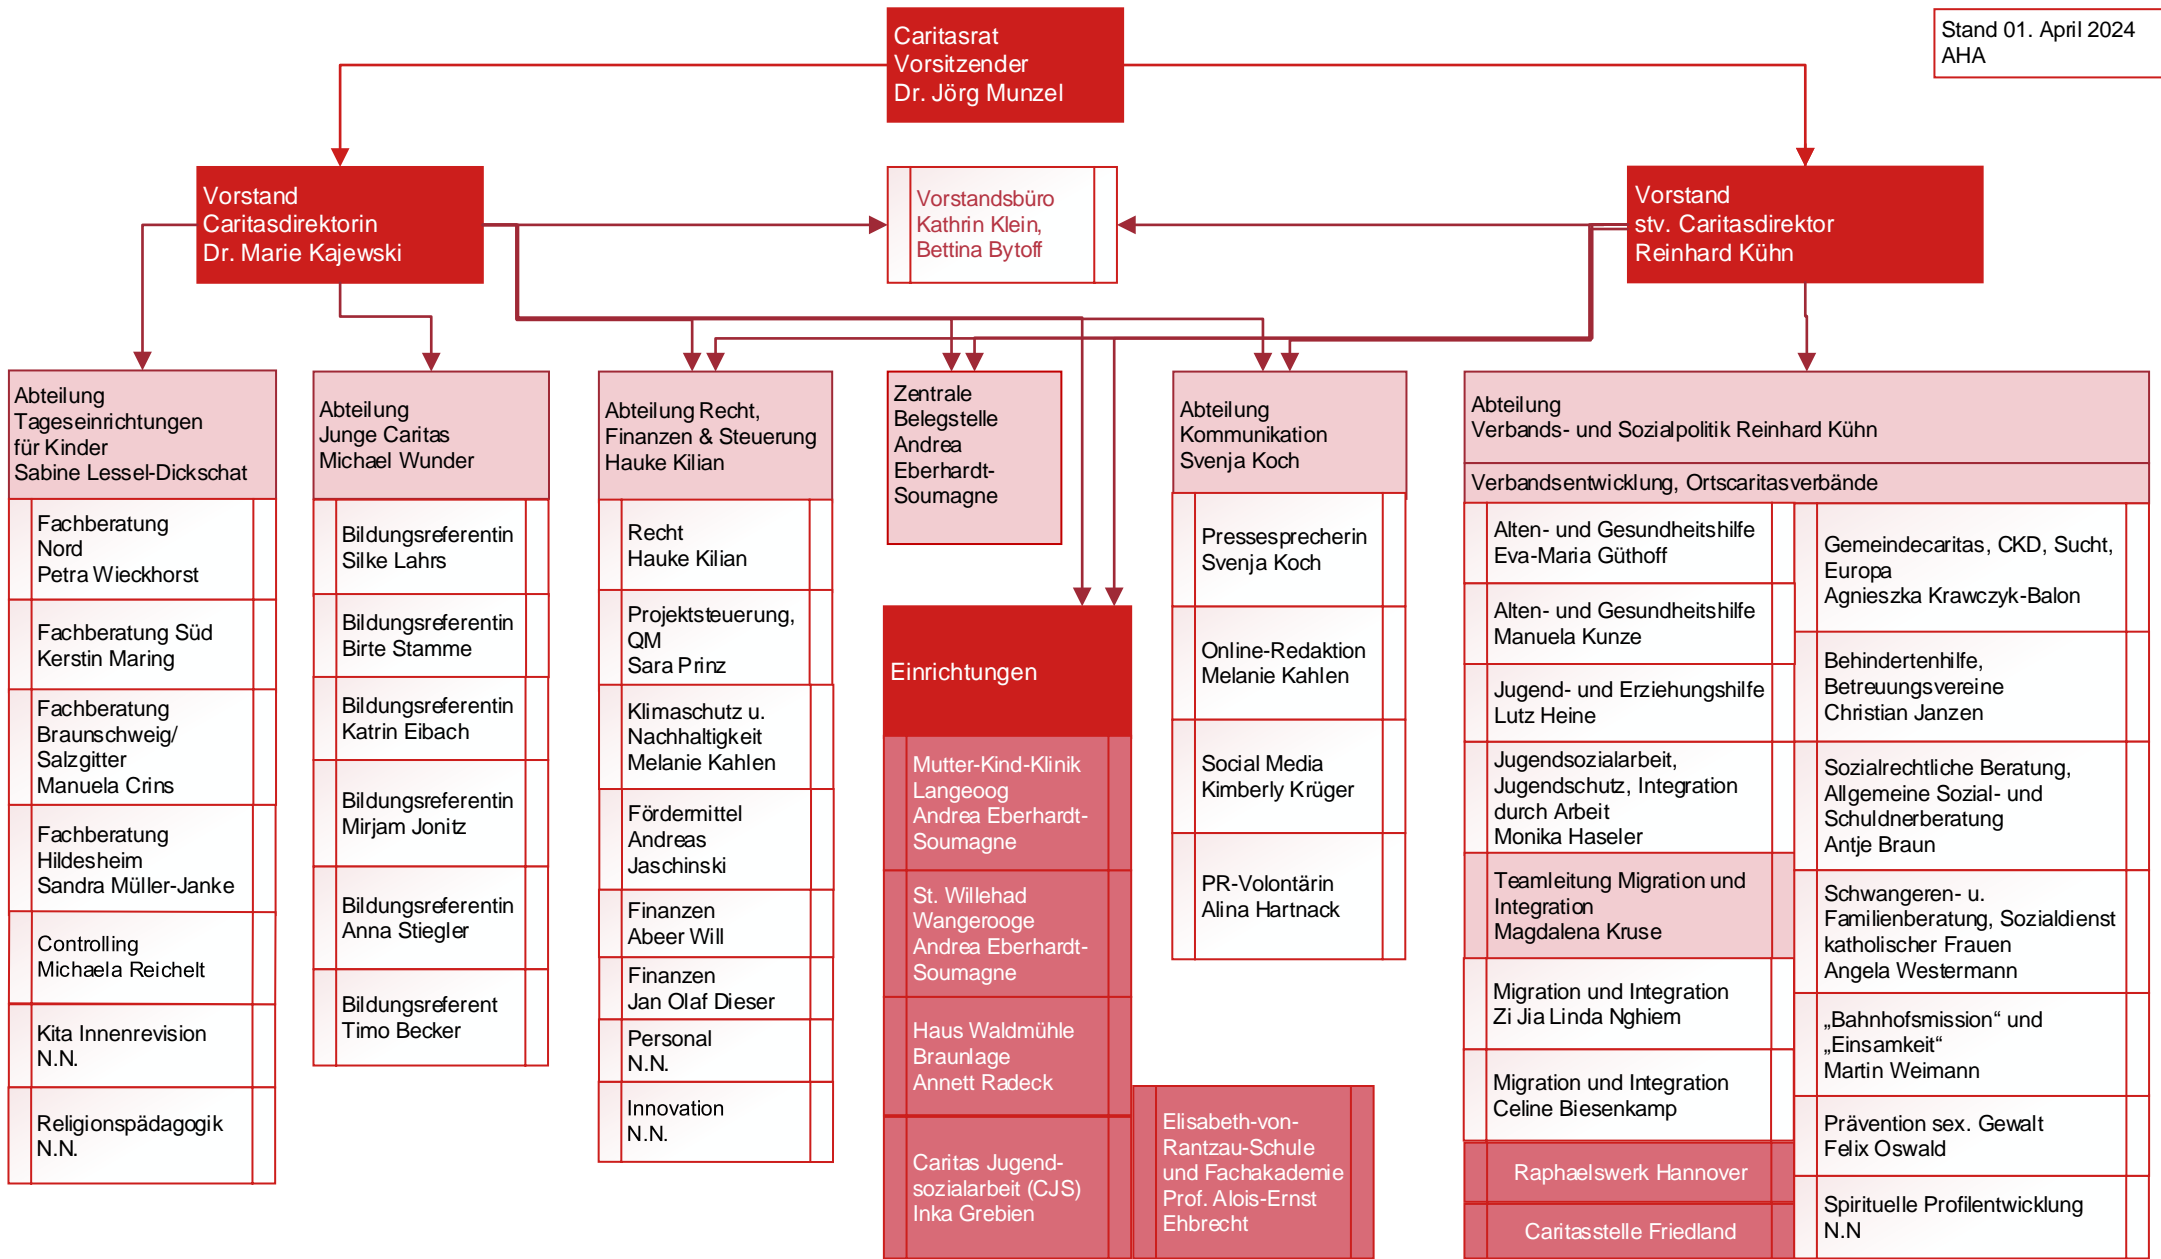 Caritasrat
Vorsitzender
Dr. Jörg Munzel
Stand 01. April 2024
AHA
Vorstand
Caritasdirektorin
Dr. Marie Kajewski
Vorstandsbüro
Kathrin Klein,
Bettina Bytoff
Vorstand
stv. Caritasdirektor
Reinhard Kühn
Abteilung
Tageseinrichtungen
für Kinder
Sabine Lessel-Dickschat
Fachberatung
Nord
Petra Wieckhorst
Fachberatung Süd
Kerstin Maring
Fachberatung
Braunschweig/
Salzgitter
Manuela Crins
Fachberatung
Hildesheim
Sandra Müller-Janke
Controlling
Michaela Reichelt
Kita Innenrevision
N.N.
Religionspädagogik
N.N.
Abteilung
Junge Caritas
Michael Wunder
Bildungsreferentin
Silke Lahrs
Bildungsreferentin
Birte Stamme
Bildungsreferentin
Katrin Eibach
Bildungsreferentin
Mirjam Jonitz
Bildungsreferentin
Anna Stiegler
Bildungsreferent
Timo Becker
Abteilung Recht,
Finanzen & Steuerung
Hauke Kilian
Recht
Hauke Kilian
Projektsteuerung,
QM
Sara Prinz
Klimaschutz u.
Nachhaltigkeit
Melanie Kahlen
Fördermittel
Andreas
Jaschinski
Finanzen
Abeer Will
Finanzen
Jan Olaf Dieser
Personal
N.N.
Innovation
N.N.
Zentrale
Belegstelle
Andrea
Eberhardt-
Soumagne
Einrichtungen
Mutter-Kind-Klinik
Langeoog
Andrea Eberhardt-
Soumagne
St. Willehad
Wangerooge
Andrea Eberhardt-
Soumagne
Haus Waldmühle
Braunlage
Annett Radeck
Caritas Jugend-
sozialarbeit (CJS)
Inka Grebien
Elisabeth-von-
Rantzau-Schule
und Fachakademie
Prof. Alois-Ernst
Ehbrecht
Abteilung
Kommunikation
Svenja Koch
Pressesprecherin
Svenja Koch
Online-Redaktion
Melanie Kahlen
Social Media
Kimberly Krüger
PR-Volontärin
Alina Hartnack
Abteilung
Verbands- und Sozialpolitik Reinhard Kühn
Verbandsentwicklung, Ortscaritasverbände
Alten- und Gesundheitshilfe
Eva-Maria Güthoff
Alten- und Gesundheitshilfe
Manuela Kunze
Jugend- und Erziehungshilfe
Lutz Heine
Jugendsozialarbeit,
Jugendschutz, Integration
durch Arbeit
Monika Haseler
Teamleitung Migration und
Integration
Magdalena Kruse
Migration und Integration
Zi Jia Linda Nghiem
Migration und Integration
Celine Biesenkamp
Raphaelswerk Hannover
Caritasstelle Friedland
Gemeindecaritas, CKD, Sucht,
Europa
Agnieszka Krawczyk-Balon
Behindertenhilfe,
Betreuungsvereine
Christian Janzen
Sozialrechtliche Beratung,
Allgemeine Sozial- und
Schuldnerberatung
Antje Braun
Schwangeren- u.
Familienberatung, Sozialdienst
katholischer Frauen
Angela Westermann
„Bahnhofsmission“ und
„Einsamkeit“
Martin Weimann
Prävention sex. Gewalt
Felix Oswald
Spirituelle Profilentwicklung
N.N